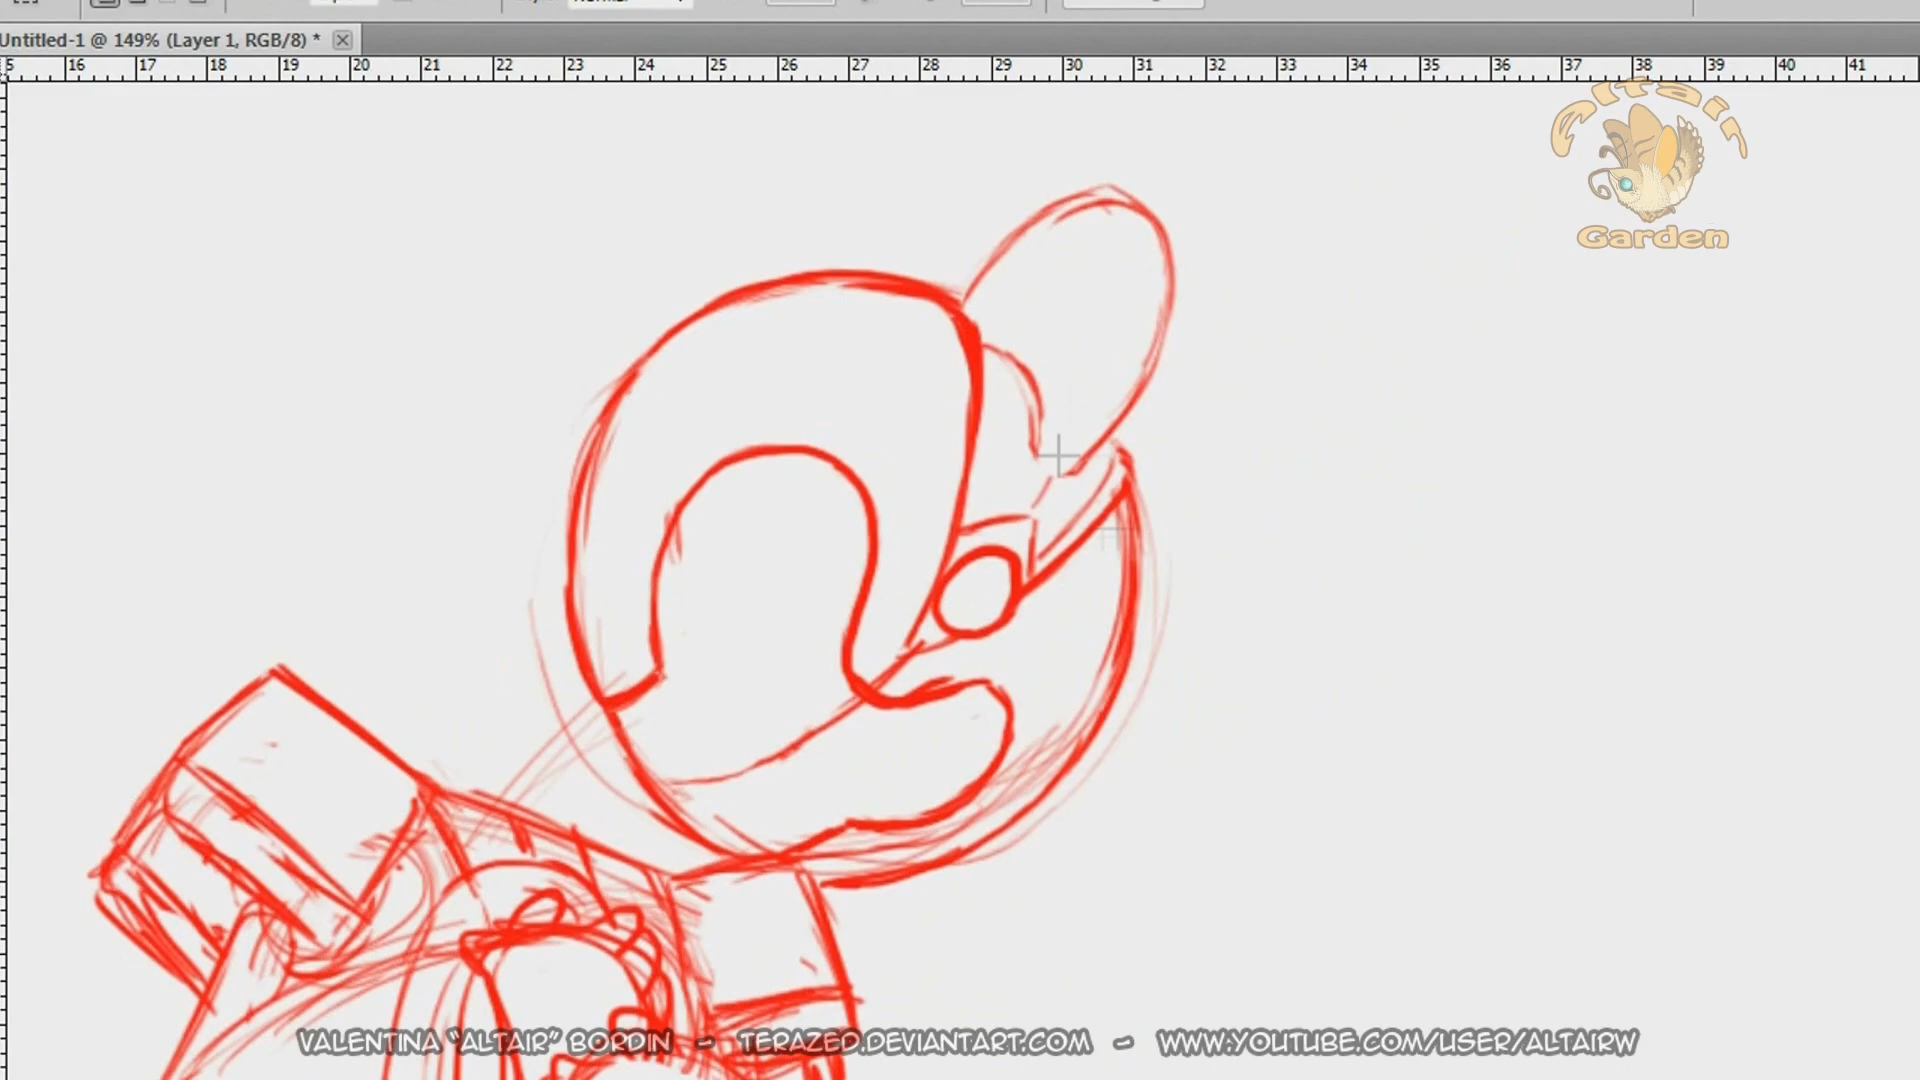 Untitled-1 @ 149% (Layer 1, RGB/8) *
5 16 17 18 19 20 21 22 23 24 25 26 27 28 29 30 31 32 33 34 35 36 37 38 39 40 41
Altair
Garden
VALENTINA "ALTAIR" BORDIN - TERAZED.DEVIANTART.COM - WWW.YOUTUBE.COM/USER/ALTAIRW